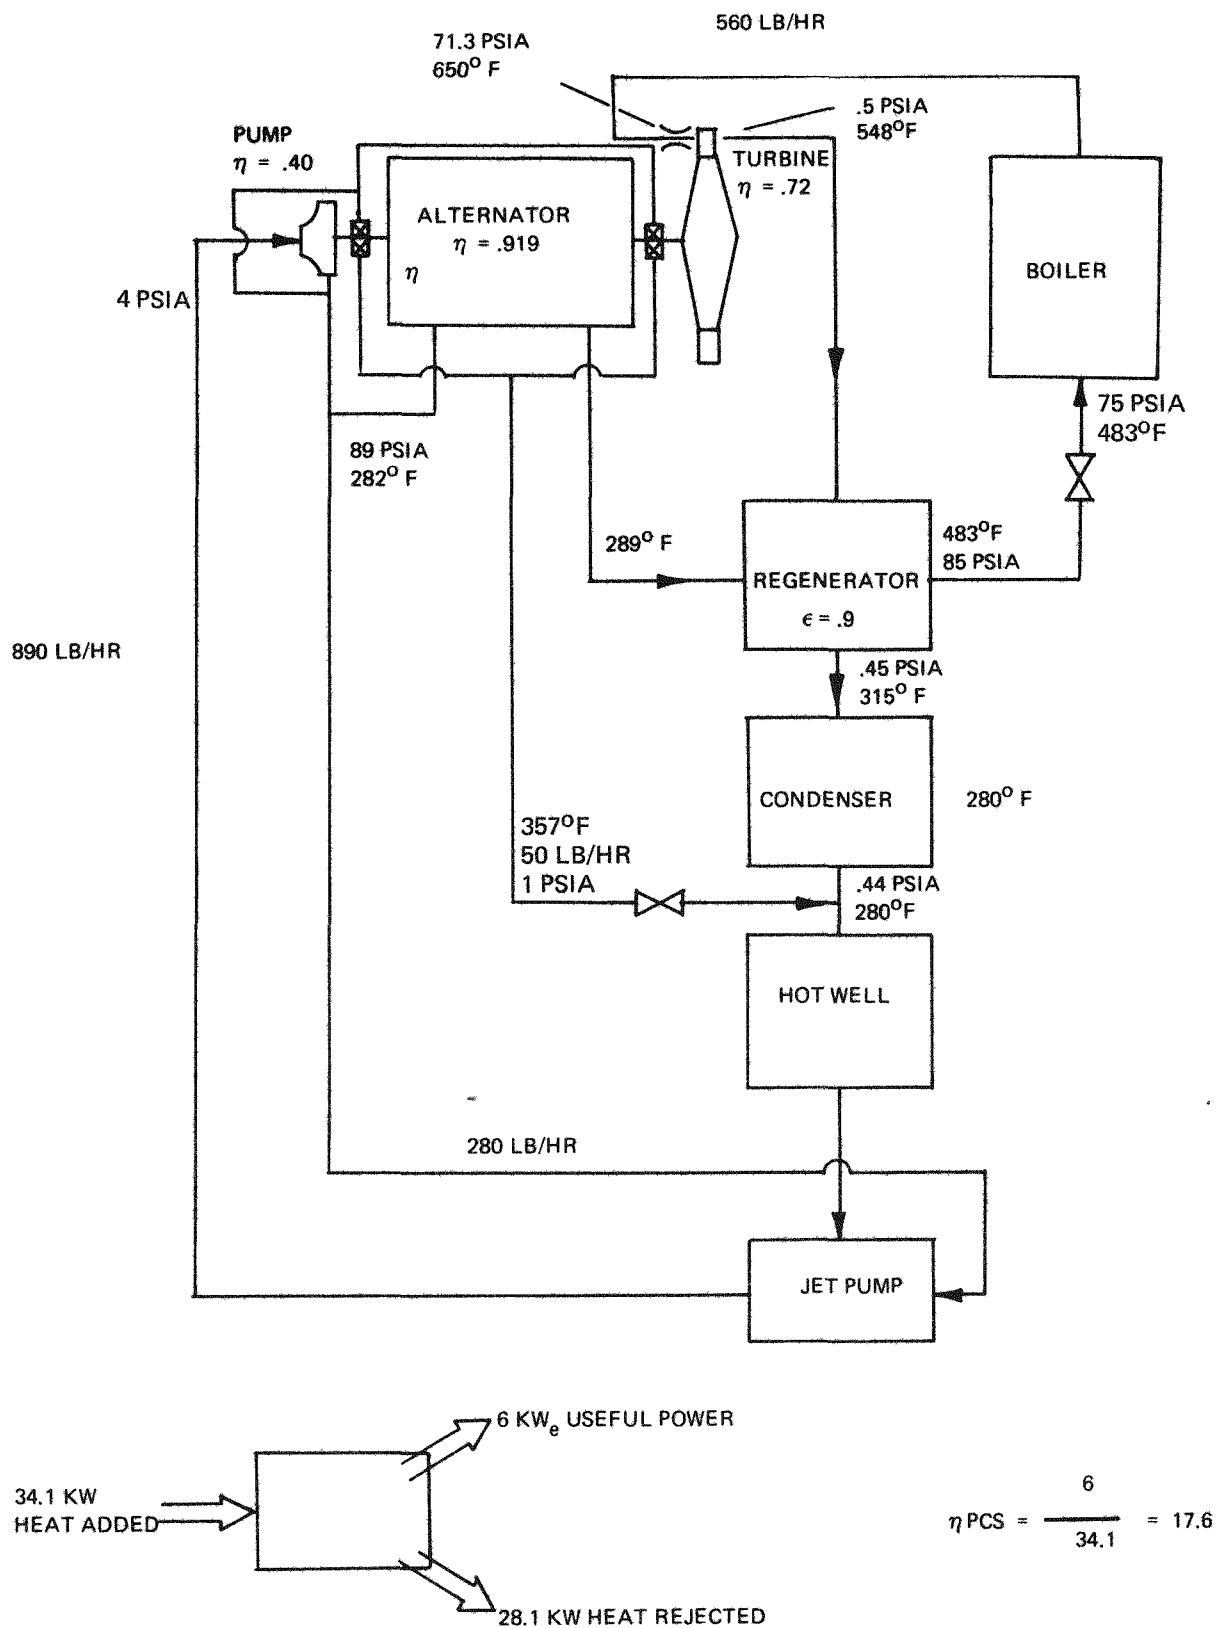 560 LB/HR
71.3 PSIA
650° F
.5 PSIA
548°F
PUMP
η = .40
TURBINE
η = .72
ALTERNATOR
η = .919
η
BOILER
4 PSIA
75 PSIA
483°F
89 PSIA
282° F
289° F
483°F
85 PSIA
REGENERATOR
ϵ = .9
890 LB/HR
.45 PSIA
315° F
CONDENSER
280° F
357°F
50 LB/HR
1 PSIA
.44 PSIA
280°F
HOT WELL
280 LB/HR
JET PUMP
6 KWe USEFUL POWER
34.1 KW
HEAT ADDED
η PCS = 6 / 34.1 = 17.6
28.1 KW HEAT REJECTED